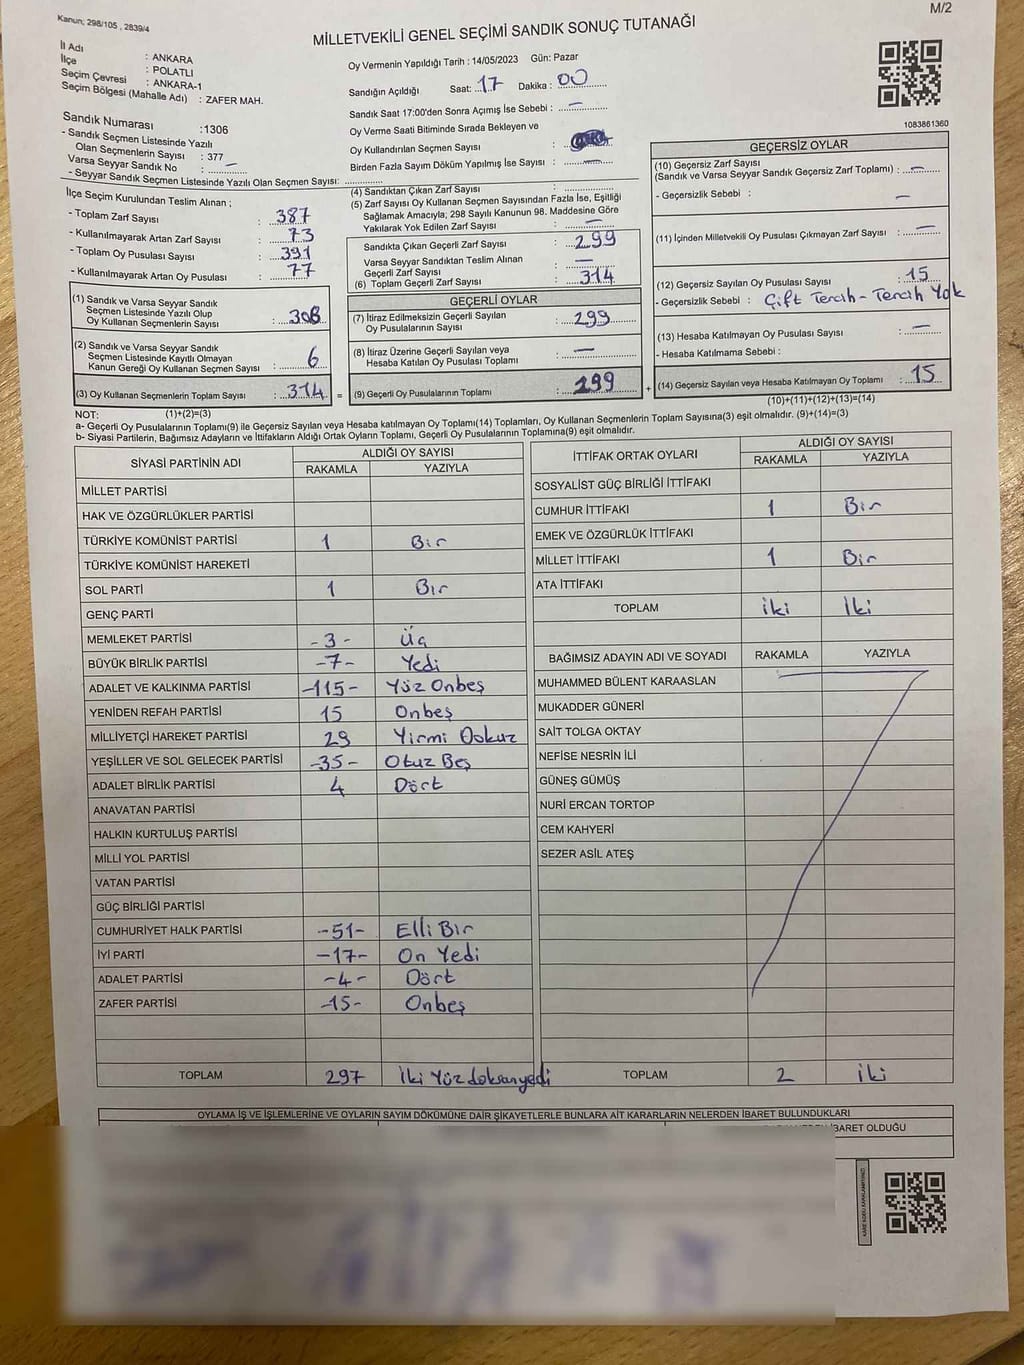 Kanun; 298/105 , 2839/4
M/2
MİLLETVEKİLİ GENEL SEÇİMİ SANDIK SONUÇ TUTANAĞI
İl Adı : ANKARA
İlçe : POLATLI
Seçim Çevresi : ANKARA-1
Seçim Bölgesi (Mahalle Adı) : ZAFER MAH.
Sandık Numarası :1306
- Sandık Seçmen Listesinde Yazılı
Olan Seçmenlerin Sayısı : 377
Varsa Seyyar Sandık No : —
- Seyyar Sandık Seçmen Listesinde Yazılı Olan Seçmen Sayısı:
Oy Vermenin Yapıldığı Tarih : 14/05/2023 Gün: Pazar
Sandığın Açıldığı Saat: 17 Dakika : 00
Sandık Saat 17:00'den Sonra Açımış İse Sebebi : —
Oy Verme Saati Bitiminde Sırada Bekleyen ve
Oy Kullandırılan Seçmen Sayısı :
Birden Fazla Sayım Döküm Yapılmış İse Sayısı : —
1083861360
İlçe Seçim Kurulundan Teslim Alınan ;
- Toplam Zarf Sayısı : 387
- Kullanılmayarak Artan Zarf Sayısı : 73
- Toplam Oy Pusulası Sayısı : 391
- Kullanılmayarak Artan Oy Pusulası : 77
(1) Sandık ve Varsa Seyyar Sandık
Seçmen Listesinde Yazılı Olup
Oy Kullanan Seçmenlerin Sayısı : 308
(2) Sandık ve Varsa Seyyar Sandık
Seçmen Listesinde Kayıtlı Olmayan
Kanun Gereği Oy Kullanan Seçmen Sayısı : 6
(3) Oy Kullanan Seçmenlerin Toplam Sayısı : 314 =
(4) Sandıktan Çıkan Zarf Sayısı :
(5) Zarf Sayısı Oy Kullanan Seçmen Sayısından Fazla İse, Eşitliği
Sağlamak Amacıyla; 298 Sayılı Kanunun 98. Maddesine Göre
Yakılarak Yok Edilen Zarf Sayısı : —
Sandıkta Çıkan Geçerli Zarf Sayısı : 299
Varsa Seyyar Sandıktan Teslim Alınan
Geçerli Zarf Sayısı : —
(6) Toplam Geçerli Zarf Sayısı : 314
GEÇERLİ OYLAR
(7) İtiraz Edilmeksizin Geçerli Sayılan
Oy Pusulalarının Sayısı : 299
(8) İtiraz Üzerine Geçerli Sayılan veya
Hesaba Katılan Oy Pusulası Toplamı : —
(9) Geçerli Oy Pusulalarının Toplamı : 299 +
GEÇERSİZ OYLAR
(10) Geçersiz Zarf Sayısı
(Sandık ve Varsa Seyyar Sandık Geçersiz Zarf Toplamı) : —
- Geçersizlik Sebebi : —
(11) İçinden Milletvekili Oy Pusulası Çıkmayan Zarf Sayısı : —
(12) Geçersiz Sayılan Oy Pusulası Sayısı : 15
- Geçersizlik Sebebi : Çift Tercih - Tercih Yok
(13) Hesaba Katılmayan Oy Pusulası Sayısı : —
- Hesaba Katılmama Sebebi :
(14) Geçersiz Sayılan veya Hesaba Katılmayan Oy Toplamı : 15
(10)+(11)+(12)+(13)=(14)
NOT: (1)+(2)=(3)
a- Geçerli Oy Pusulalarının Toplamı(9) ile Geçersiz Sayılan veya Hesaba katılmayan Oy Toplamı(14) Toplamları, Oy Kullanan Seçmenlerin Toplam Sayısına(3) eşit olmalıdır. (9)+(14)=(3)
b- Siyasi Partilerin, Bağımsız Adayların ve İttifakların Aldığı Ortak Oyların Toplamı, Geçerli Oy Pusulalarının Toplamına(9) eşit olmalıdır.
SİYASİ PARTİNİN ADI ALDIĞI OY SAYISI
RAKAMLA YAZIYLA
MİLLET PARTİSİ
HAK VE ÖZGÜRLÜKLER PARTİSİ
TÜRKİYE KOMÜNİST PARTİSİ 1 Bir
TÜRKİYE KOMÜNİST HAREKETİ
SOL PARTİ 1 Bir
GENÇ PARTİ
MEMLEKET PARTİSİ -3- Üç
BÜYÜK BİRLİK PARTİSİ -7- Yedi
ADALET VE KALKINMA PARTİSİ -115- Yüz Onbeş
YENİDEN REFAH PARTİSİ 15 Onbeş
MİLLİYETÇİ HAREKET PARTİSİ 29 Yirmi Dokuz
YEŞİLLER VE SOL GELECEK PARTİSİ -35- Otuz Beş
ADALET BİRLİK PARTİSİ 4 Dört
ANAVATAN PARTİSİ
HALKIN KURTULUŞ PARTİSİ
MİLLİ YOL PARTİSİ
VATAN PARTİSİ
GÜÇ BİRLİĞİ PARTİSİ
CUMHURİYET HALK PARTİSİ -51- Elli Bir
İYİ PARTİ -17- On Yedi
ADALET PARTİSİ -4- Dört
ZAFER PARTİSİ -15- Onbeş
TOPLAM 297 İki Yüz doksanyedi
İTTİFAK ORTAK OYLARI ALDIĞI OY SAYISI
RAKAMLA YAZIYLA
SOSYALİST GÜÇ BİRLİĞİ İTTİFAKI
CUMHUR İTTİFAKI 1 Bir
EMEK VE ÖZGÜRLÜK İTTİFAKI
MİLLET İTTİFAKI 1 Bir
ATA İTTİFAKI
TOPLAM iki İki
BAĞIMSIZ ADAYIN ADI VE SOYADI RAKAMLA YAZIYLA
MUHAMMED BÜLENT KARAASLAN
MUKADDER GÜNERİ
SAİT TOLGA OKTAY
NEFİSE NESRİN İLİ
GÜNEŞ GÜMÜŞ
NURİ ERCAN TORTOP
CEM KAHYERİ
SEZER ASİL ATEŞ
TOPLAM 2 iki
OYLAMA İŞ VE İŞLEMLERİNE VE OYLARIN SAYIM DÖKÜMÜNE DAİR ŞİKAYETLERLE BUNLARA AİT KARARLARIN NELERDEN İBARET BULUNDUKLARI
İBARET OLDUĞU